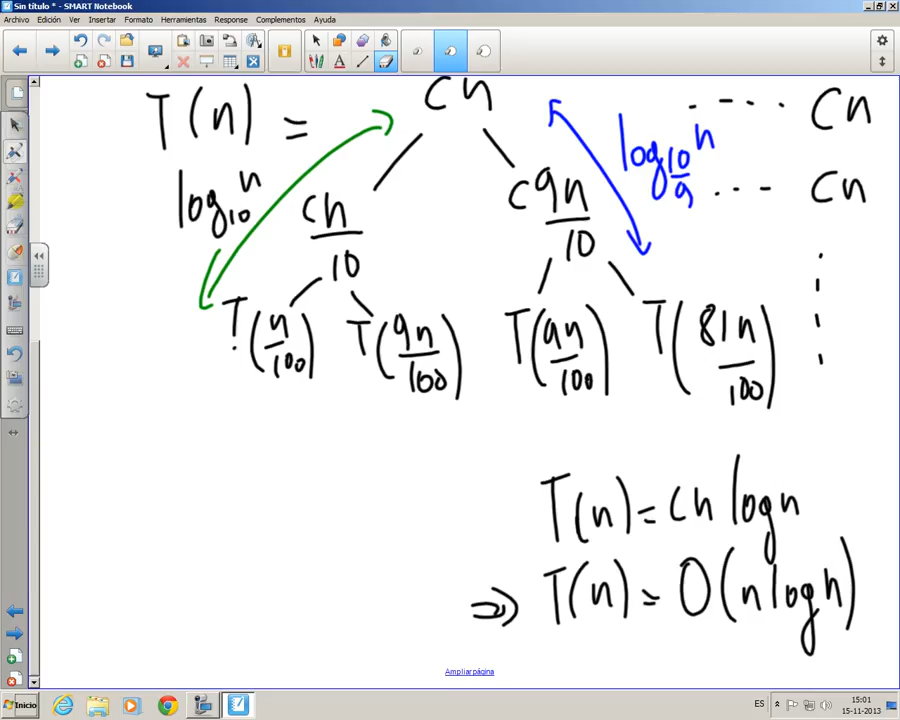 Sin título * - SMART Notebook
Archivo Edición Ver Insertar Formato Herramientas Response Complementos Ayuda
T(n) = cn ---- Cn
log₁₀ n cn/10 c9n/10 log₁₀/₉ n --- Cn
T(n/100) T(9n/100) T(9n/100) T(81n/100)
T(n) = cn log n
⇒ T(n) = O(n log n)
Ampliar página
Inicio
ES
15:01
15-11-2013